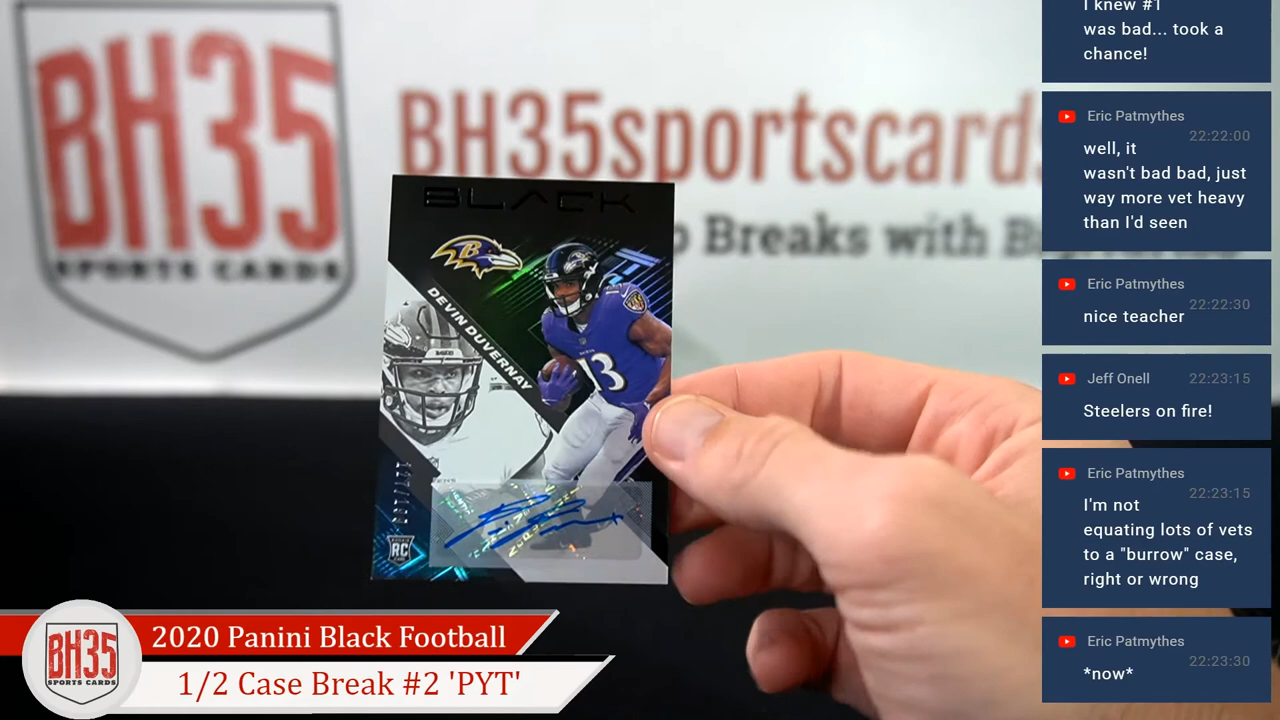 BH35
SPORTS CARDS
BH35sportscards
Breaks with
BLACK
DEVIN DUVERNAY
13
RC
BH35
SPORTS CARDS
2020 Panini Black Football
1/2 Case Break #2 'PYT'
I knew #1
was bad... took a
chance!
Eric Patmythes
22:22:00
well, it
wasn't bad bad, just
way more vet heavy
than I'd seen
Eric Patmythes
22:22:30
nice teacher
Jeff Onell 22:23:15
Steelers on fire!
Eric Patmythes
22:23:15
I'm not
equating lots of vets
to a "burrow" case,
right or wrong
Eric Patmythes
22:23:30
*now*